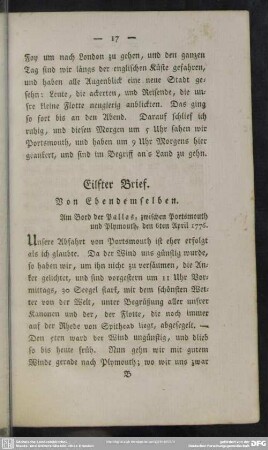 — 17 —
Foy um nach London zu gehen, und den ganzen
Tag sind wir längs der englischen Küste gefahren,
und haben alle Augenblick eine neue Stadt ge-
sehn: Leute, die ackerten, und Reisende, die un-
sre kleine Flotte neugierig anblickten. Das ging
so fort bis an den Abend. Darauf schlief ich
ruhig, und diesen Morgen um 5 Uhr sahen wir
Portsmouth, und haben um 9 Uhr Morgens hier
geankert, und sind im Begriff an's Land zu gehn.
Eilfter Brief.
Von Ebendemselben.
Am Bord der Pallas, zwischen Portsmouth
und Plymouth, den 6ten April 1776.
Unsere Abfahrt von Portsmouth ist eher erfolgt
als ich glaubte. Da der Wind uns günstig wurde,
so haben wir, um ihn nicht zu versäumen, die An-
ker gelichtet, und sind vorgestern um 11 Uhr Vor-
mittags, 30 Seegel stark, mit dem schönsten Wet-
ter von der Welt, unter Begrüßung aller unsrer
Kanonen und der, der Flotte, die noch immer
auf der Rhede von Spithead liegt, abgesegelt. —
Den 5ten ward der Wind ungünstig, und blieb
so bis heute früh. Nun gehn wir mit gutem
Winde gerade nach Plymouth; wo wir uns zwar
B